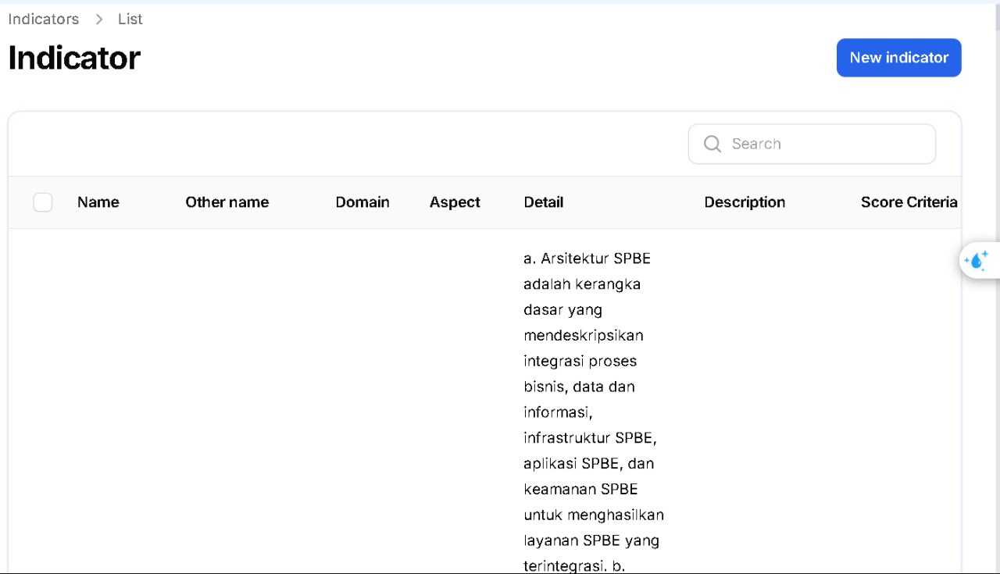 Indicators > List
Indicator
New indicator
Search
Name Other name Domain Aspect Detail Description Score Criteria
a. Arsitektur SPBE
adalah kerangka
dasar yang
mendeskripsikan
integrasi proses
bisnis, data dan
informasi,
infrastruktur SPBE,
aplikasi SPBE, dan
keamanan SPBE
untuk menghasilkan
layanan SPBE yang
terintegrasi. b.